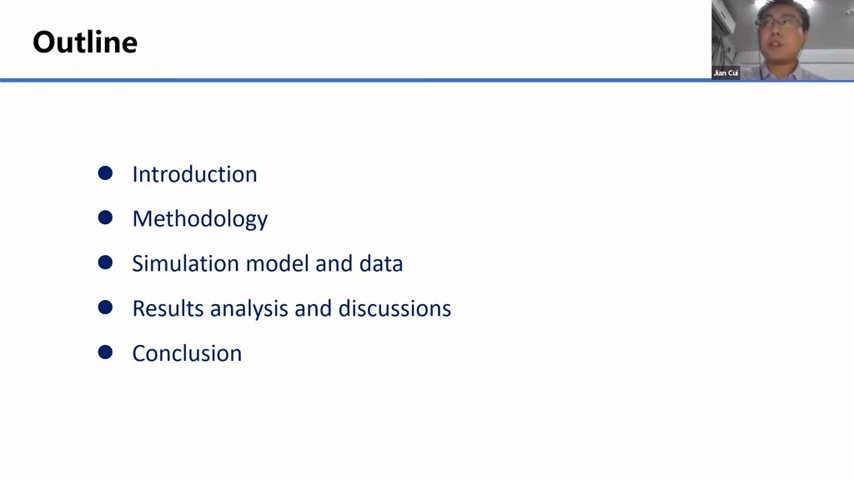 Outline
Jian Cui
Introduction
Methodology
Simulation model and data
Results analysis and discussions
Conclusion